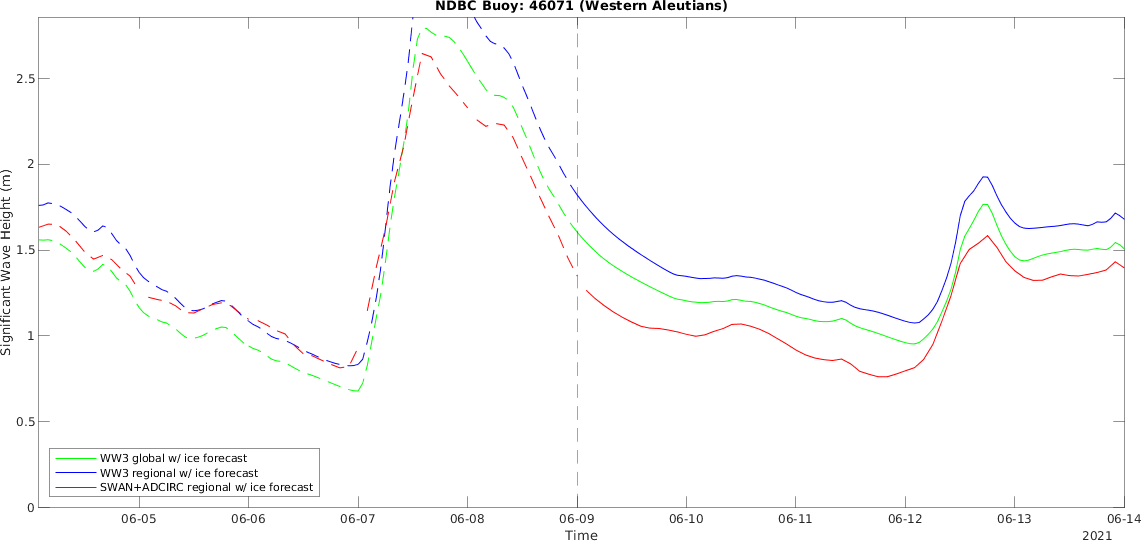 NDBC Buoy: 46071 (Western Aleutians)
Significant Wave Height (m)
2.5
2
1.5
1
0.5
0
WW3 global w/ ice forecast
WW3 regional w/ ice forecast
SWAN+ADCIRC regional w/ ice forecast
06-05 06-06 06-07 06-08 06-09 06-10 06-11 06-12 06-13 06-14
Time
2021